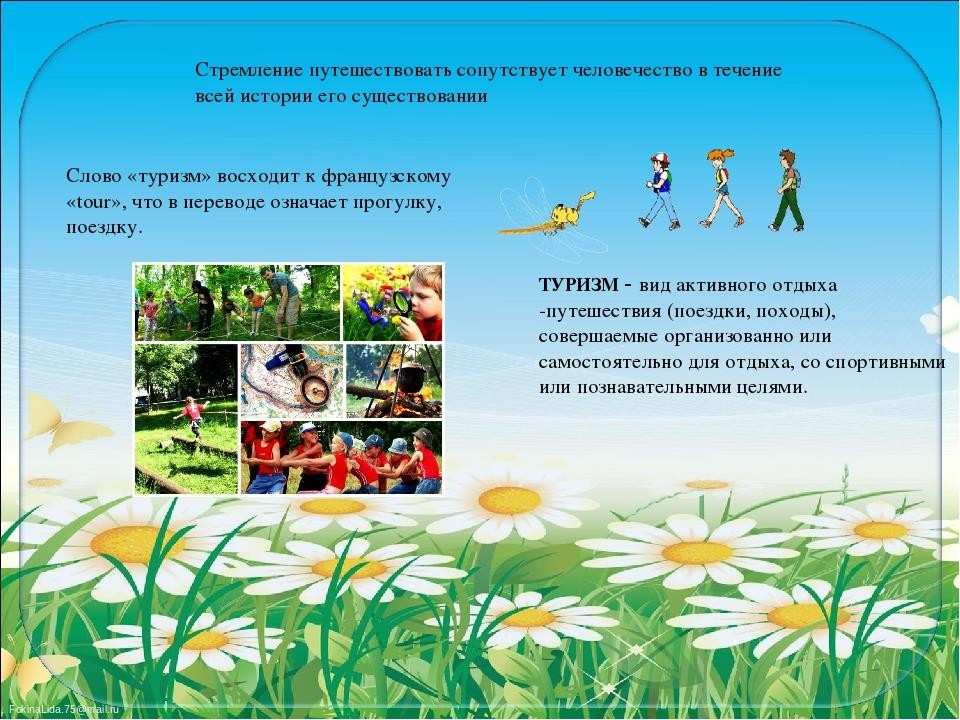 Стремление путешествовать сопутствует человечество в течение
всей истории его существовании
Слово «туризм» восходит к французскому
«tour», что в переводе означает прогулку,
поездку.
ТУРИЗМ - вид активного отдыха
-путешествия (поездки, походы),
совершаемые организованно или
самостоятельно для отдыха, со спортивными
или познавательными целями.
FokinaLida.75@mail.ru